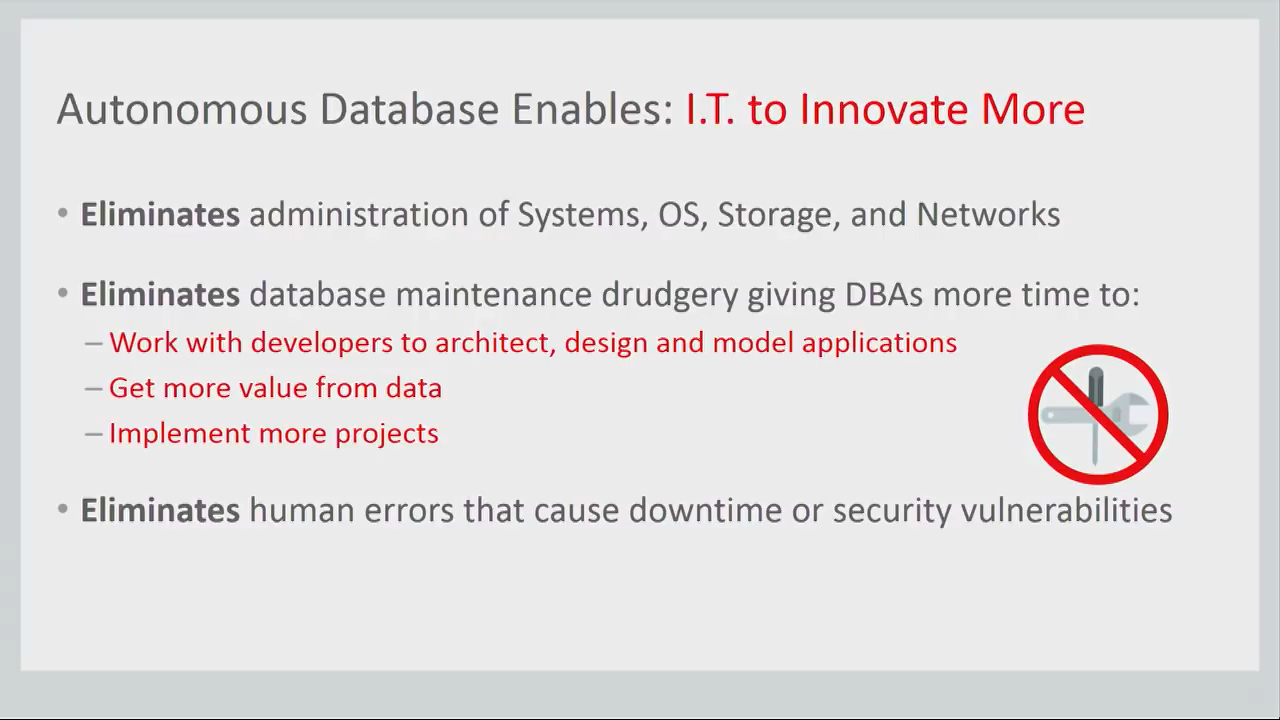 Autonomous Database Enables: I.T. to Innovate More
• Eliminates administration of Systems, OS, Storage, and Networks
• Eliminates database maintenance drudgery giving DBAs more time to:
– Work with developers to architect, design and model applications
– Get more value from data
– Implement more projects
• Eliminates human errors that cause downtime or security vulnerabilities